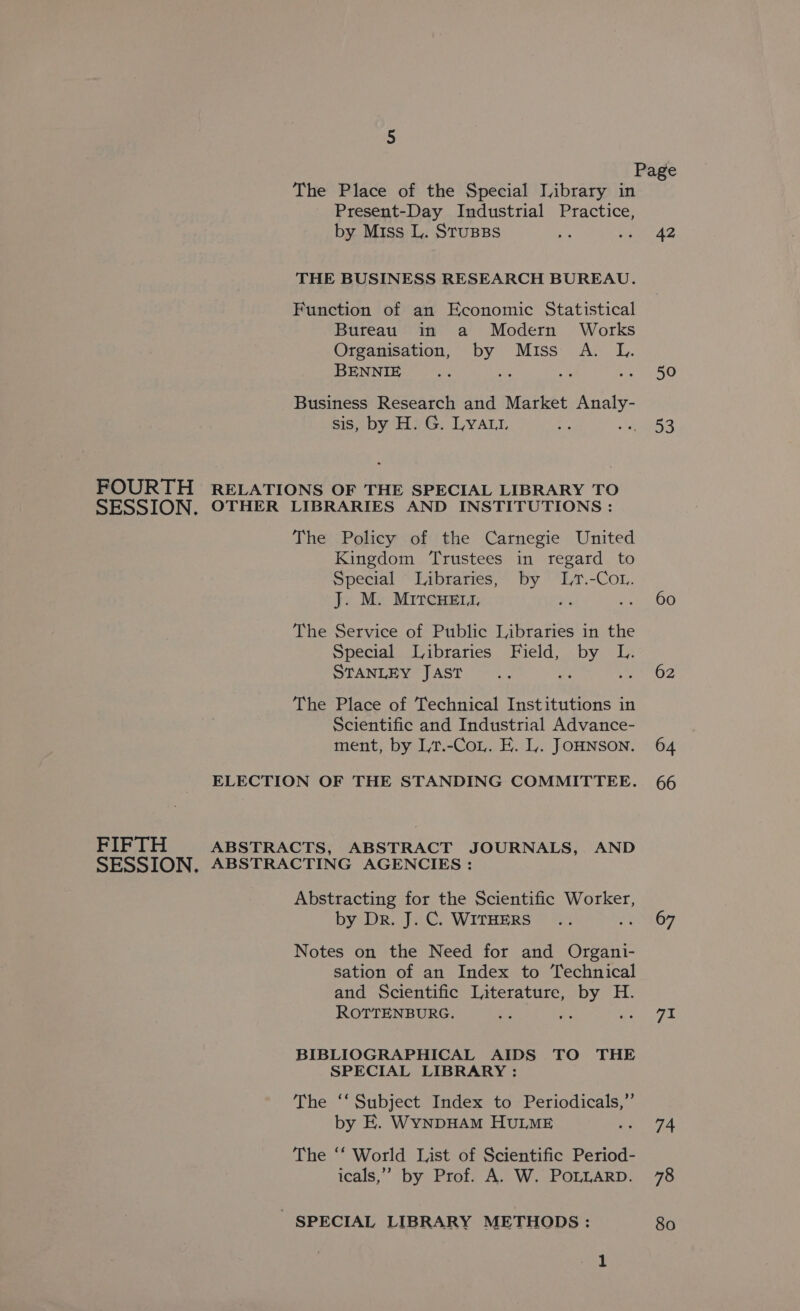 5
Page
The Place of the Special Library in
Present-Day Industrial Practice,
by Miss L. Stubbs .. .. 42
THE BUSINESS RESEARCH BUREAU.
Function of an Economic Statistical
Bureau in a Modern Works
Organisation, by Miss A. L.
Bennie .. .. .. .. 50
Business Research and Market Analy-
sis, by H. G. Lyall .. .. 53
FOURTH RELATIONS OF THE SPECIAL LIBRARY TO
SESSION. OTHER LIBRARIES AND INSTITUTIONS :
The Policy of the Carnegie United
Kingdom Trustees in regard to
Special Libraries, by Lt.-Col.
J. M. Mitchell .. .. 60
The Service of Public Libraries in the
Special Libraries Field, by L.
Stanley Jast .. .. .. 62
The Place of Technical Institutions in
Scientific and Industrial Advance-
ment, by Lt.-Col. E. L. Johnson. 64
ELECTION OF THE STANDING COMMITTEE. 66
FIFTH ABSTRACTS, ABSTRACT JOURNALS, AND
SESSION. ABSTRACTING AGENCIES :
Abstracting for the Scientific Worker,
by Dr. J. C. Withers .. .. 67
Notes on the Need for and Organi-
sation of an Index to Technical
and Scientific Literature, by H.
Rottenburg. .. .. .. 71
BIBLIOGRAPHICAL AIDS TO THE
SPECIAL LIBRARY :
The “ Subject Index to Periodicals,”
by E. Wyndham Hulme .. 74
The “ World List of Scientific Period-
icals,” by Prof. A. W. Pollard. 78
SPECIAL LIBRARY METHODS : 80
1